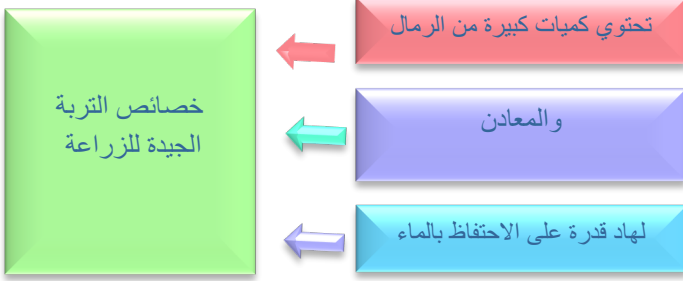 تحتوي كميات كبيرة من الرمال
خصائص التربة
الجيدة للزراعة
والمعادن
لهاد قدرة على الاحتفاظ بالماء